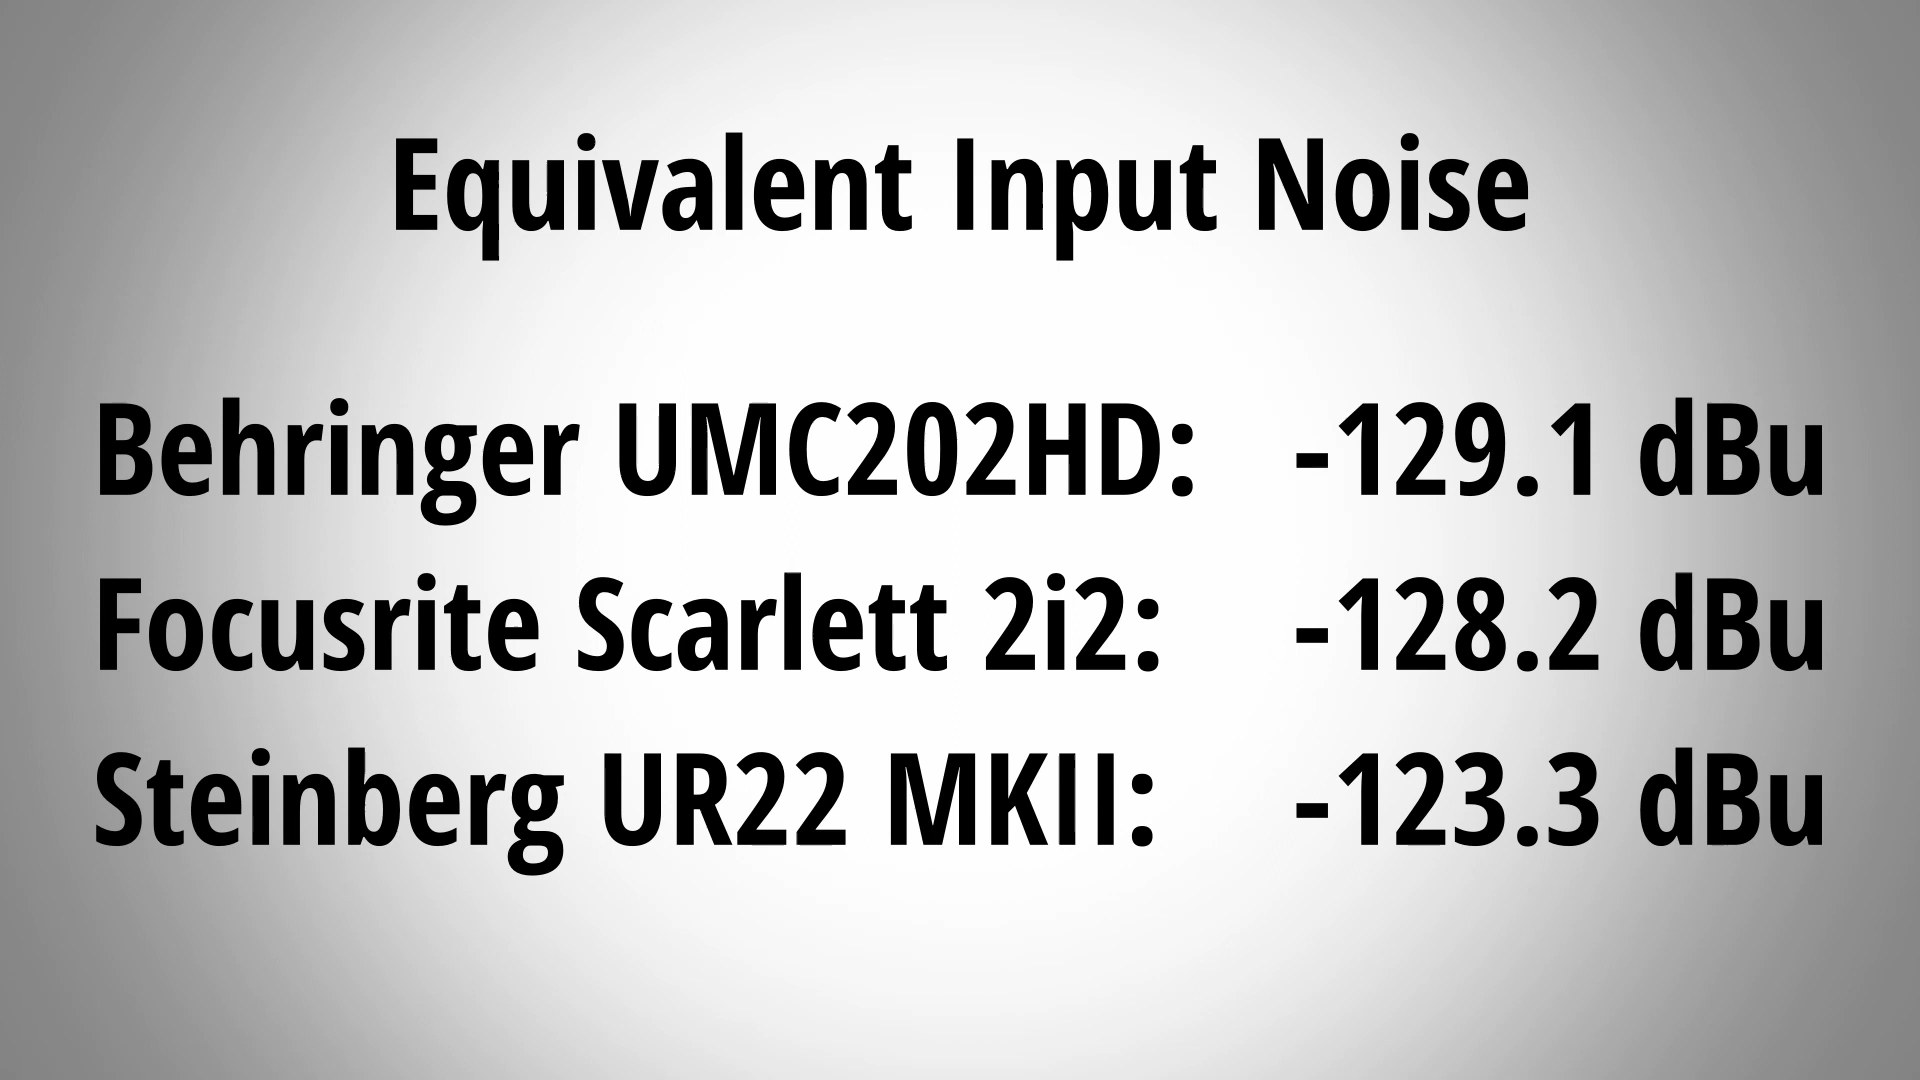 Equivalent Input Noise
Behringer UMC202HD: -129.1 dBu
Focusrite Scarlett 2i2: -128.2 dBu
Steinberg UR22 MKII: -123.3 dBu